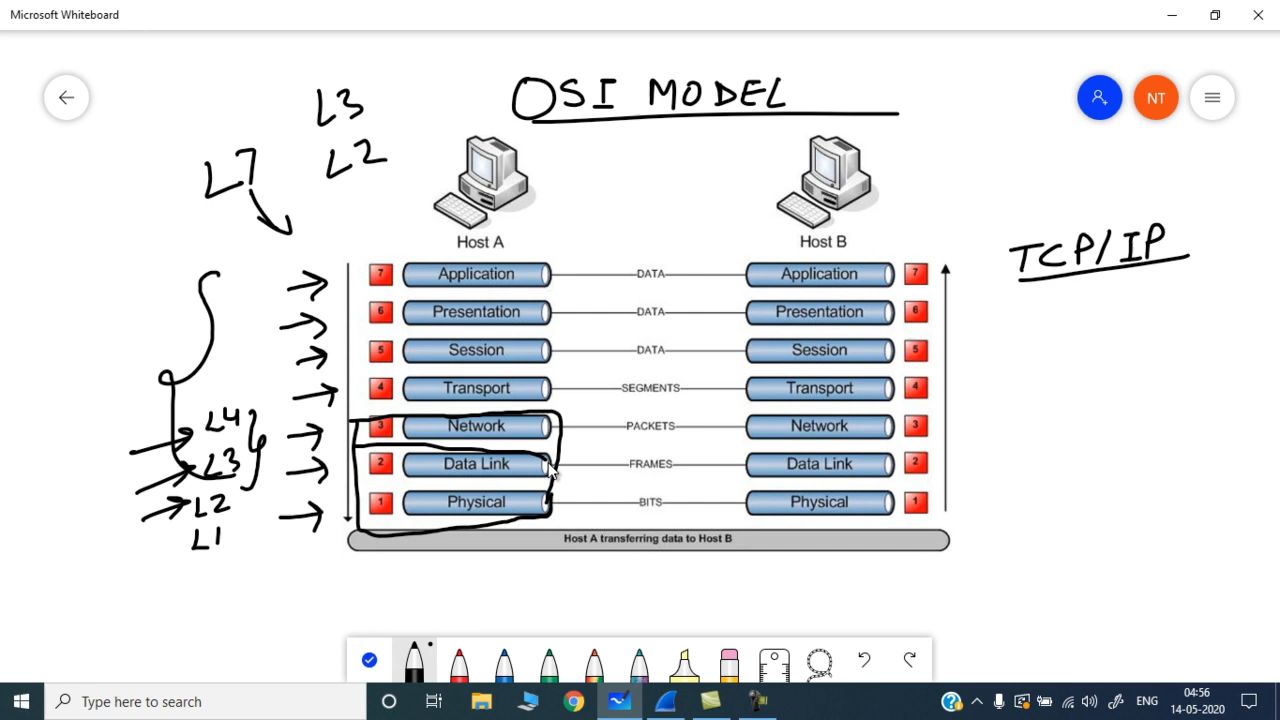 Microsoft Whiteboard
OSI MODEL
L3
L2
L7
NT
TCP/IP
Host A
Host B
7 Application DATA Application 7
6 Presentation DATA Presentation 6
5 Session DATA Session 5
4 Transport SEGMENTS Transport 4
3 Network PACKETS Network 3
2 Data Link FRAMES Data Link 2
1 Physical BITS Physical 1
L4
L3
L2
L1
Host A transferring data to Host B
Type here to search
ENG
04:56
14-05-2020